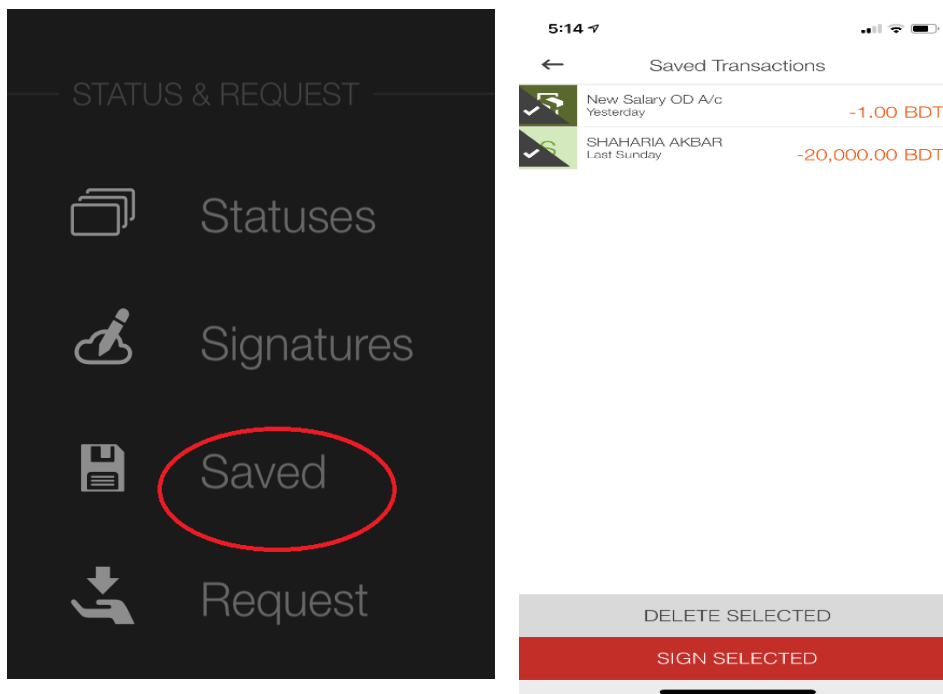 STATUS & REQUEST
Statuses
Signatures
Saved
Request
5:14
Saved Transactions
New Salary OD A/c
Yesterday
-1.00 BDT
SHAHARIA AKBAR
Last Sunday
-20,000.00 BDT
DELETE SELECTED
SIGN SELECTED